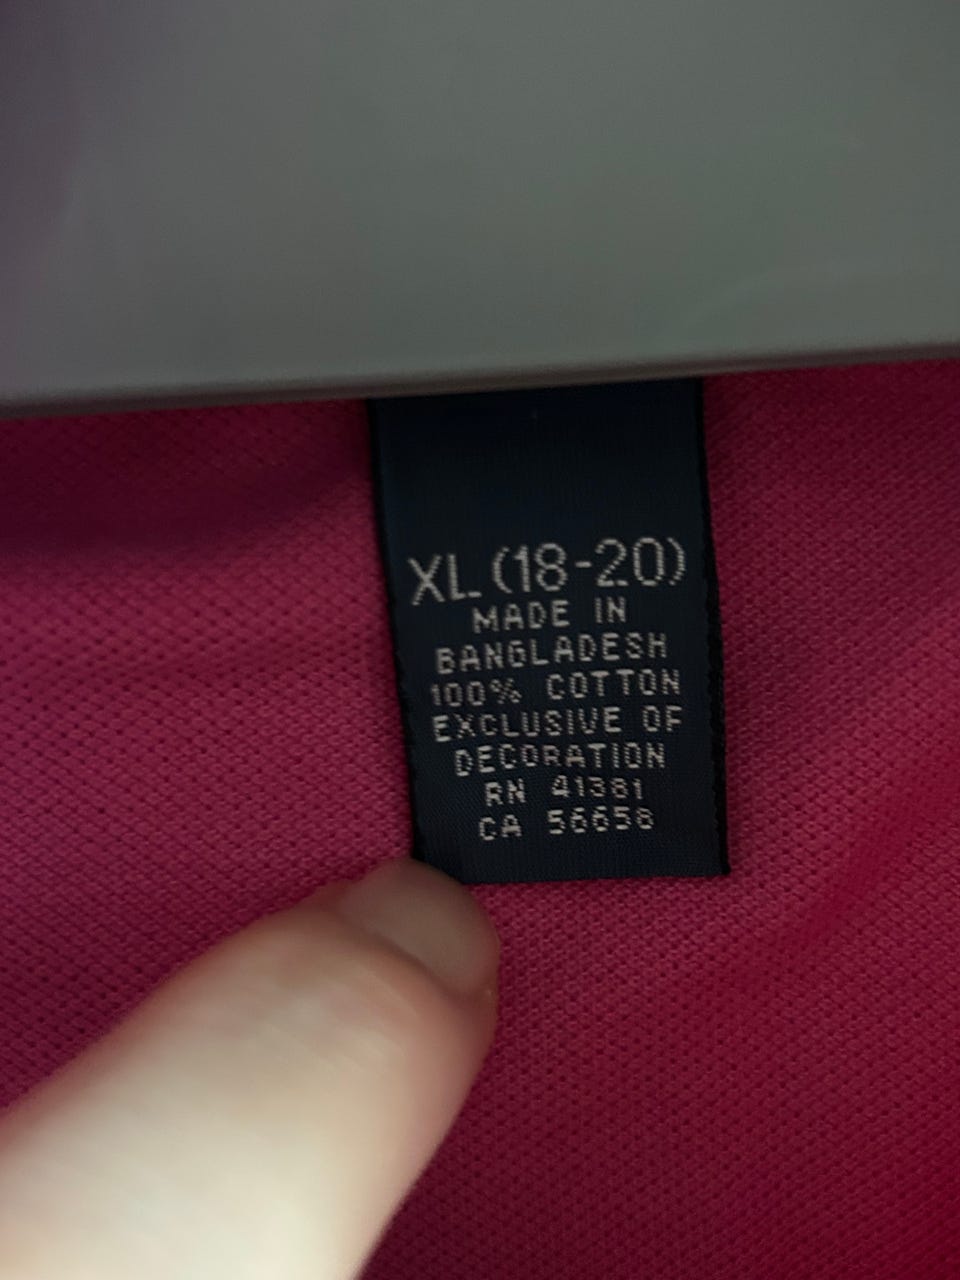 XL (18-20)
MADE IN
BANGLADESH
100% COTTON
EXCLUSIVE OF
DECORATION
RN 41381
CA 56658